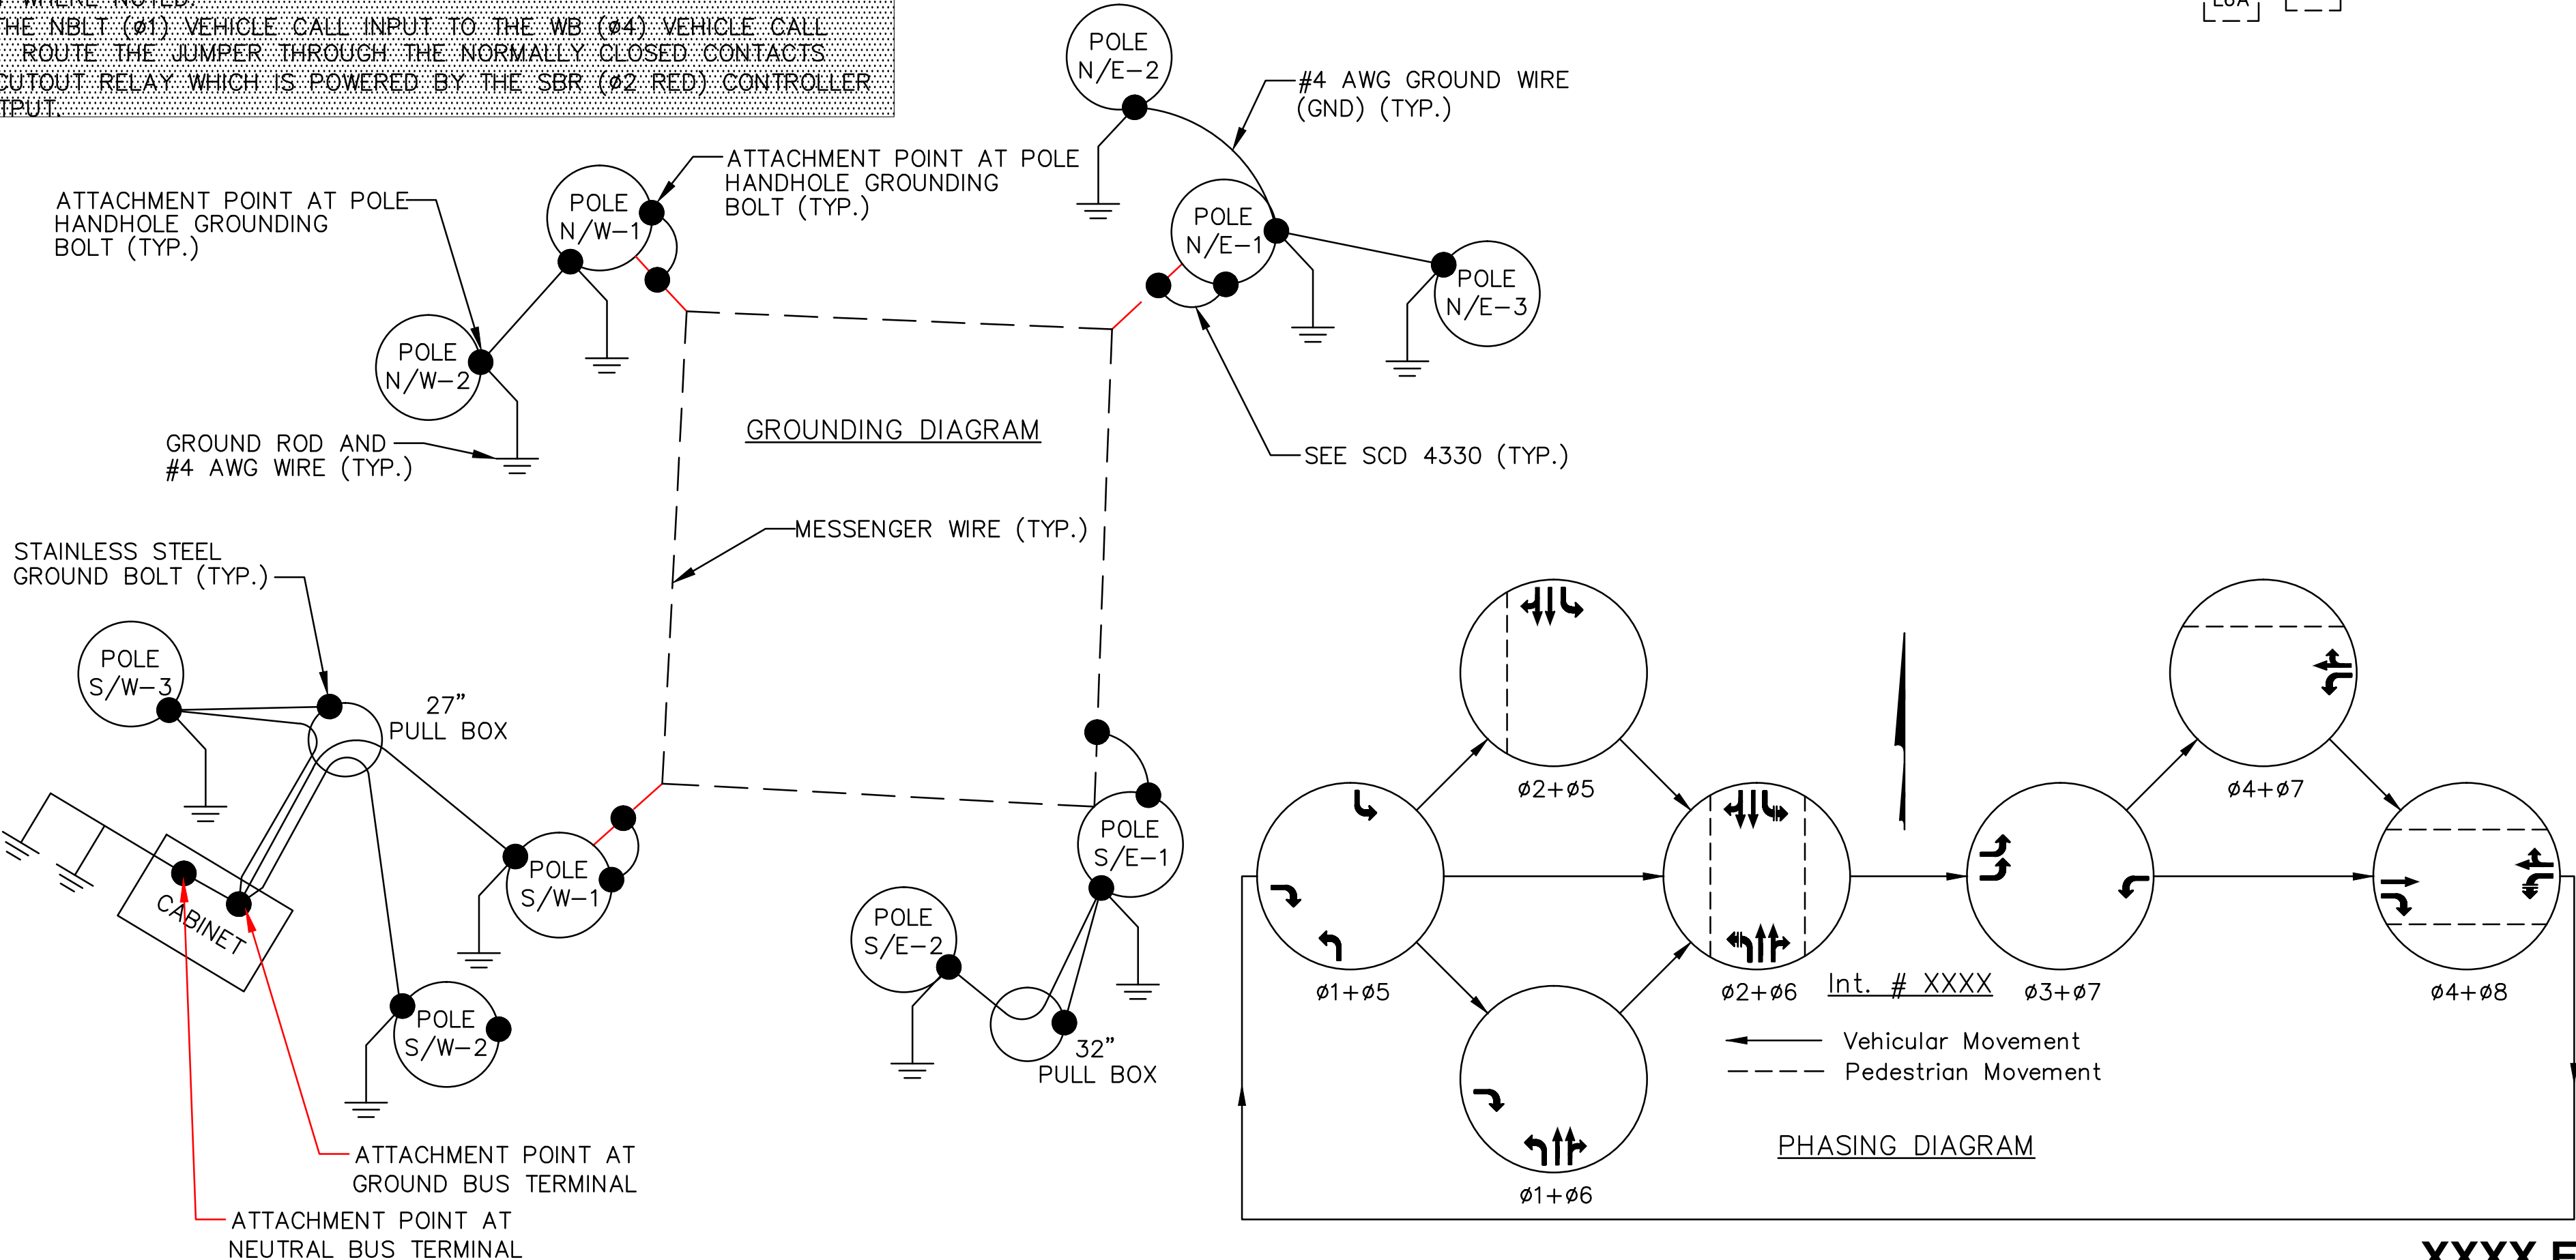 WHERE NOTED.
THE NBLT (ø1) VEHICLE CALL INPUT TO THE WB (ø4) VEHICLE CALL
ROUTE THE JUMPER THROUGH THE NORMALLY CLOSED CONTACTS
CUTOUT RELAY WHICH IS POWERED BY THE SBR (ø2 RED) CONTROLLER
POLE
N/E-2
#4 AWG GROUND WIRE
(GND) (TYP.)
ATTACHMENT POINT AT POLE
HANDHOLE GROUNDING
BOLT (TYP.)
ATTACHMENT POINT AT POLE
HANDHOLE GROUNDING
BOLT (TYP.)
POLE
N/W-1
POLE
N/E-1
POLE
N/E-3
POLE
N/W-2
GROUNDING DIAGRAM
GROUND ROD AND
#4 AWG WIRE (TYP.)
SEE SCD 4330 (TYP.)
MESSENGER WIRE (TYP.)
STAINLESS STEEL
GROUND BOLT (TYP.)
POLE
S/W-3
27"
PULL BOX
CABINET
POLE
S/W-1
POLE
S/E-1
POLE
S/E-2
POLE
S/W-2
32"
PULL BOX
ATTACHMENT POINT AT
GROUND BUS TERMINAL
ATTACHMENT POINT AT
NEUTRAL BUS TERMINAL
ø2+ø5
ø4+ø7
ø1+ø5
ø2+ø6
Int. # XXXX
ø3+ø7
ø4+ø8
Vehicular Movement
Pedestrian Movement
PHASING DIAGRAM
ø1+ø6